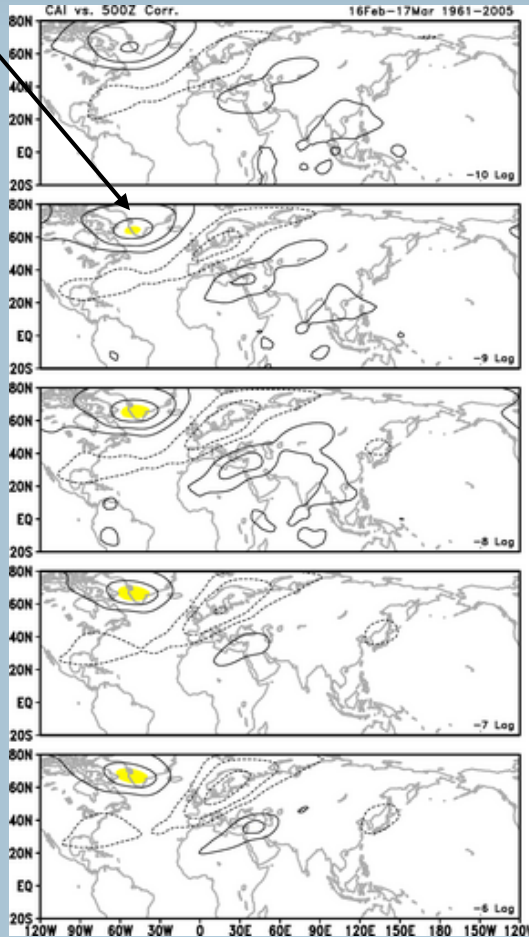 CAI vs. 500Z Corr. 16Feb-17Mar 1961-2005
80N
60N
40N
20N
EQ
20S
-10 Lag
80N
60N
40N
20N
EQ
20S
-9 Lag
80N
60N
40N
20N
EQ
20S
-8 Lag
80N
60N
40N
20N
EQ
20S
-7 Lag
80N
60N
40N
20N
EQ
20S
-6 Lag
120W 90W 60W 30W 0 30E 60E 90E 120E 150E 180 150W 120